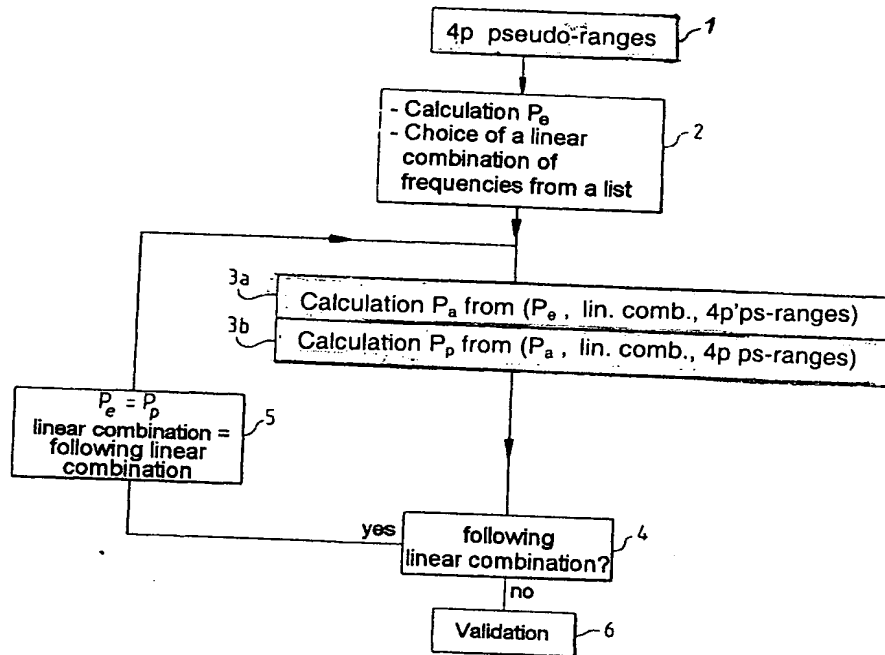 4p pseudo-ranges
1
- Calculation Pe
- Choice of a linear
combination of
frequencies from a list
2
3a
Calculation Pa from (Pe , lin. comb., 4p'ps-ranges)
3b
Calculation Pp from (Pa , lin. comb., 4p ps-ranges)
Pe = Pp
linear combination =
following linear
combination
5
yes
following
linear combination?
4
no
Validation
6